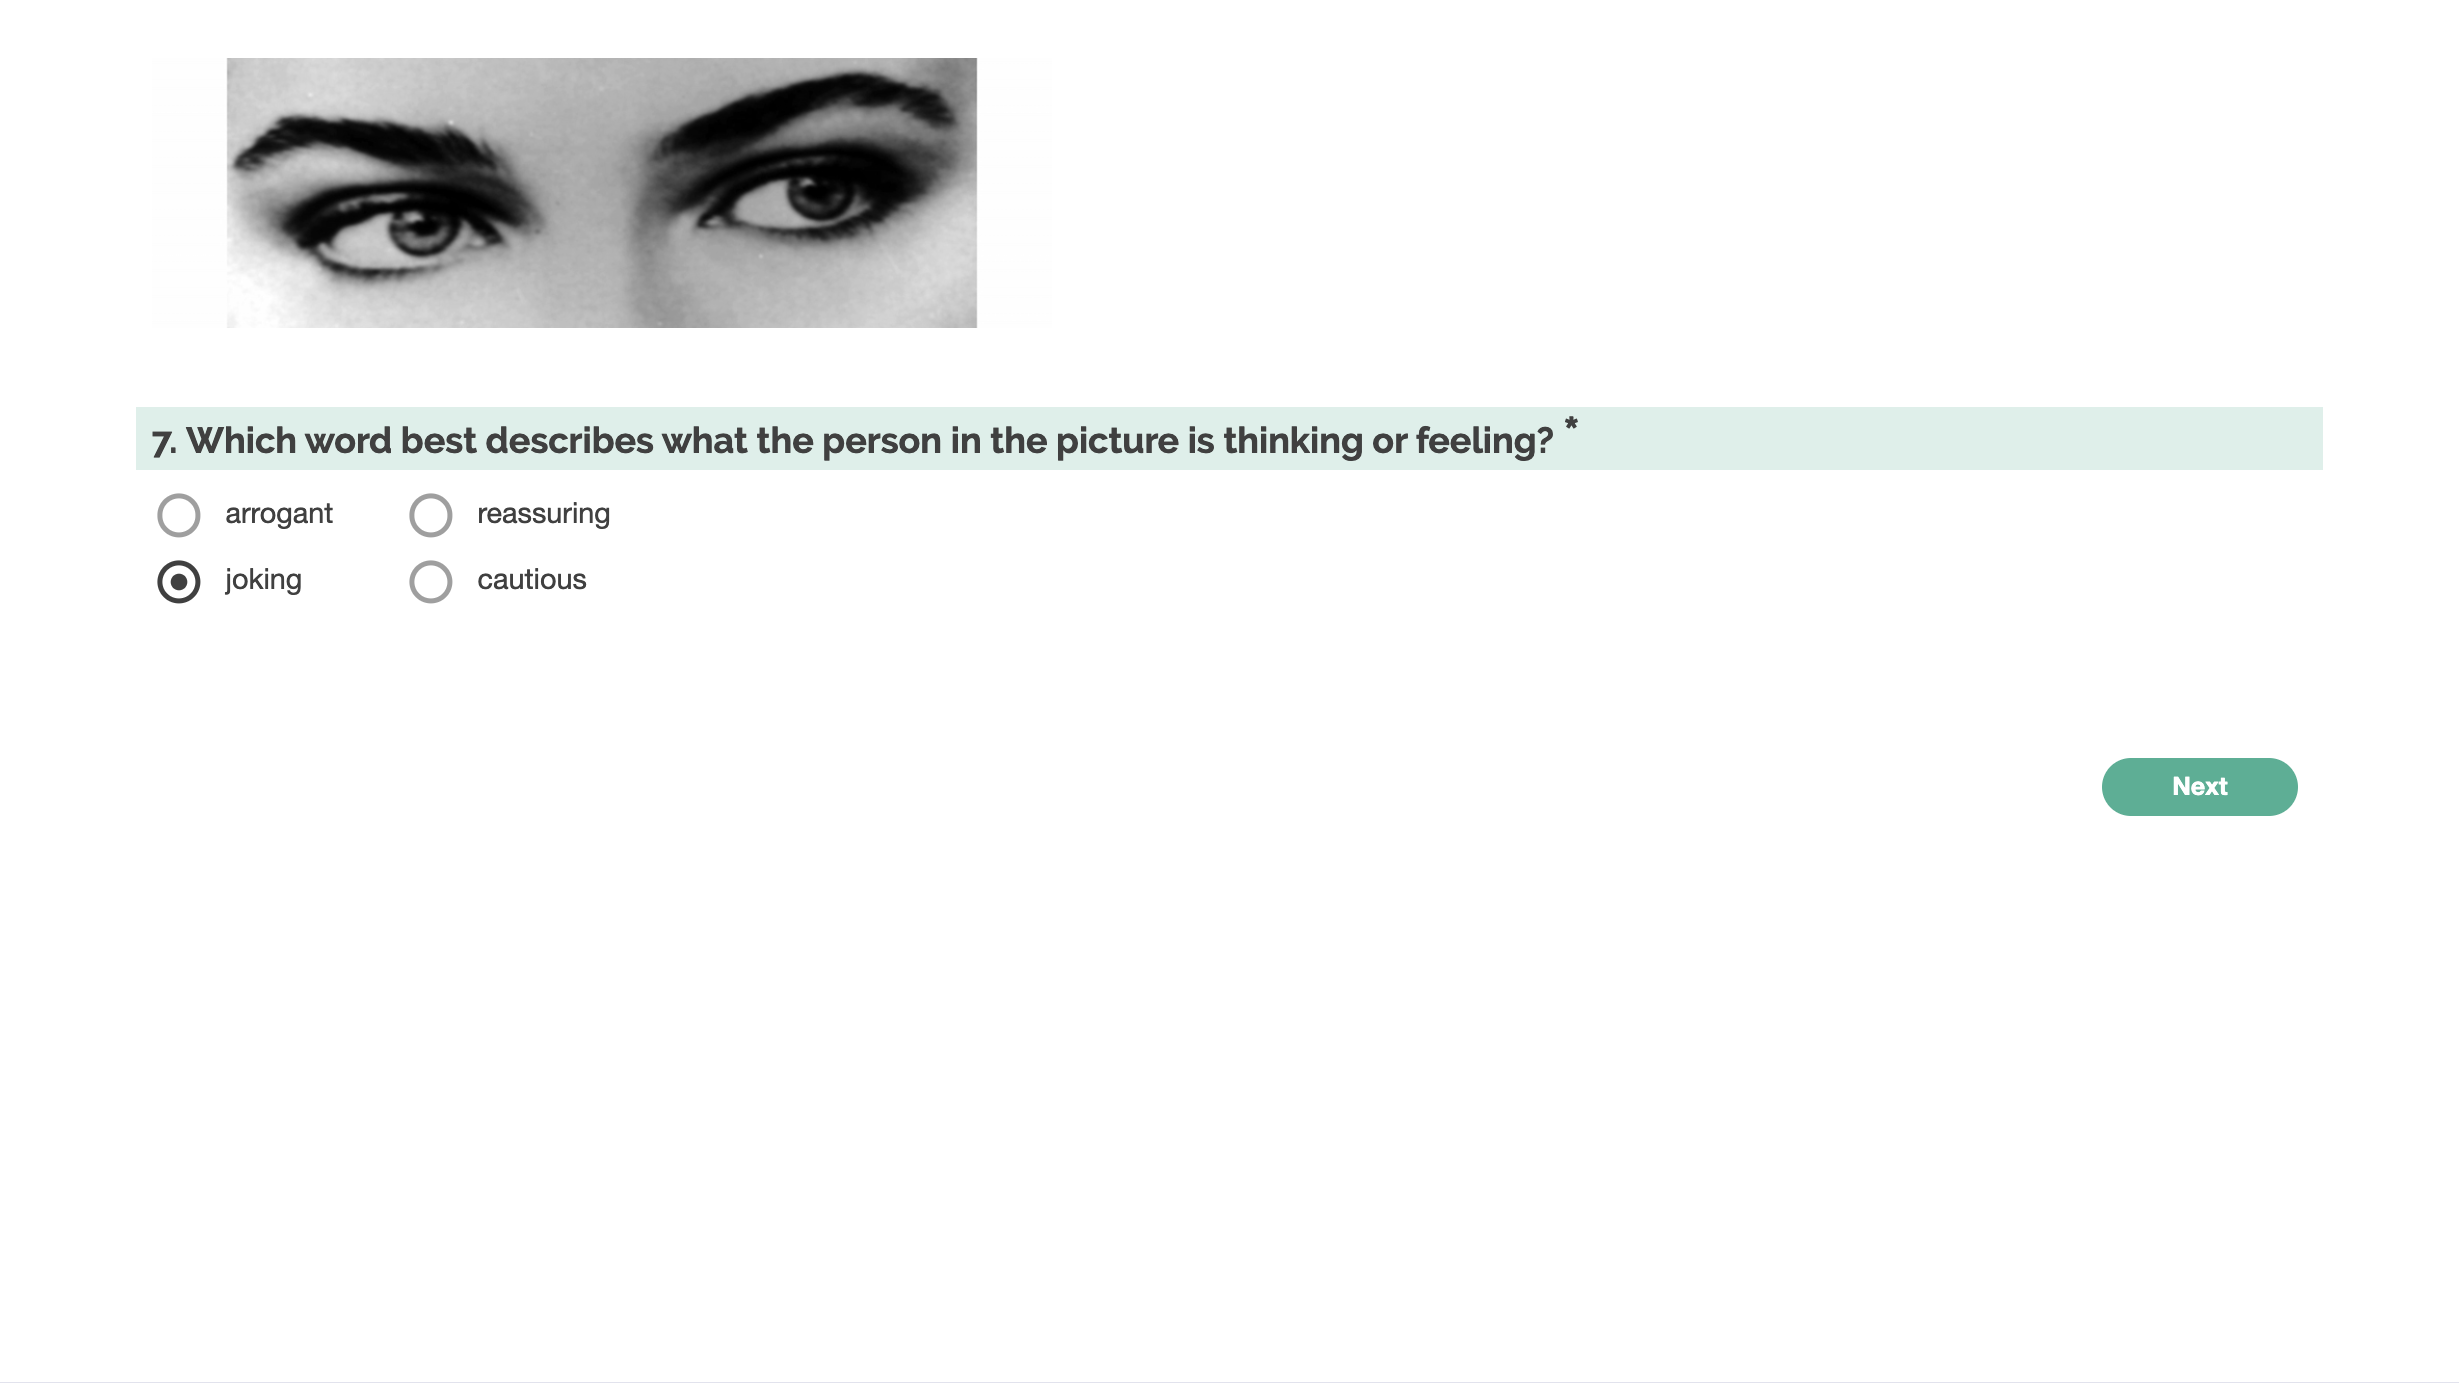 7. Which word best describes what the person in the picture is thinking or feeling? *
arrogant reassuring
joking cautious
Next